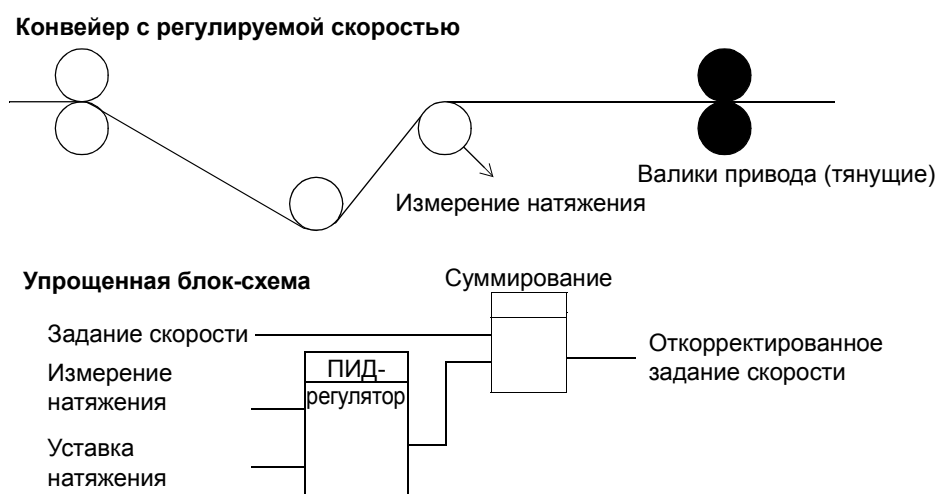 Конвейер с регулируемой скоростью
Валики привода (тянущие)
Измерение натяжения
Упрощенная блок-схема
Суммирование
Задание скорости
Измерение
натяжения
ПИД-
регулятор
Откорректированное
задание скорости
Уставка
натяжения